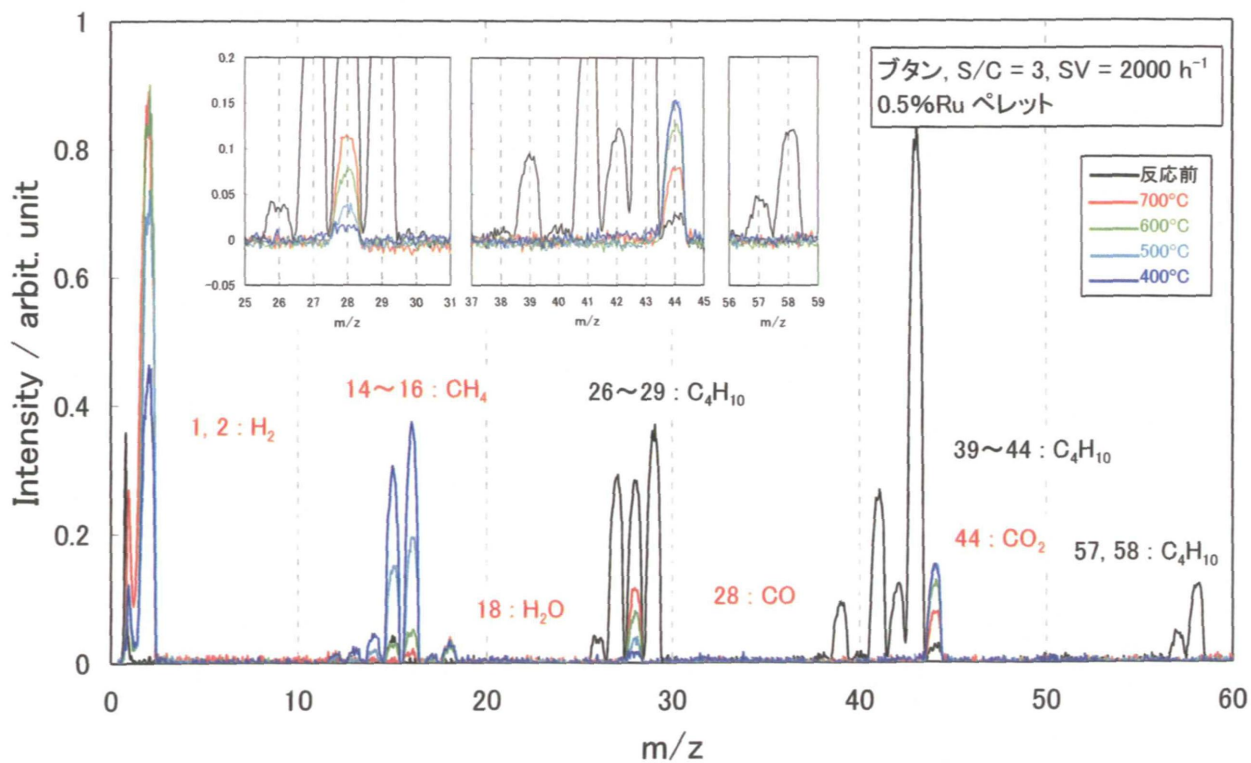 ブタン, S/C = 3, SV = 2000 h⁻¹
0.5%Ru ペレット
反応前
700°C
600°C
500°C
400°C
Intensity / arbit. unit
1
0.8
0.6
0.4
0.2
0
0.2
0.15
0.1
0.05
0
-0.05
25 26 27 28 29 30 31
m/z
37 38 39 40 41 42 43 44 45
m/z
56 57 58 59
m/z
1, 2 : H₂
14～16 : CH₄
18 : H₂O
26～29 : C₄H₁₀
28 : CO
39～44 : C₄H₁₀
44 : CO₂
57, 58 : C₄H₁₀
0 10 20 30 40 50 60
m/z